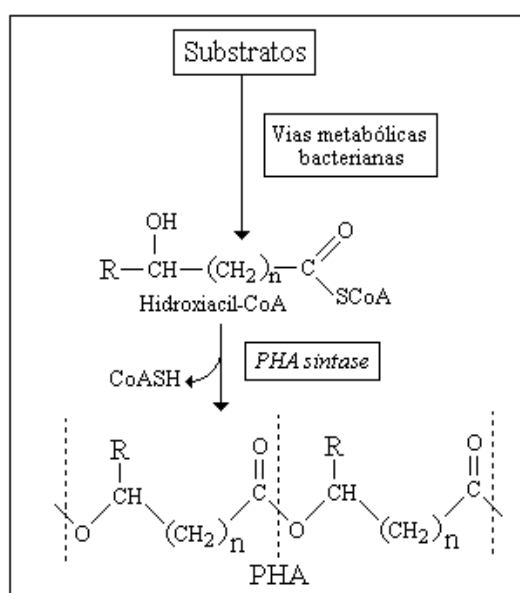 Substratos
Vias metabólicas
bacterianas
OH
O
R—CH—(CH₂)n—C
SCoA
Hidroxiacil-CoA
PHA sintase
CoASH
R
O
R
O
CH
C
CH
C
O
(CH₂)n
O
(CH₂)n
PHA